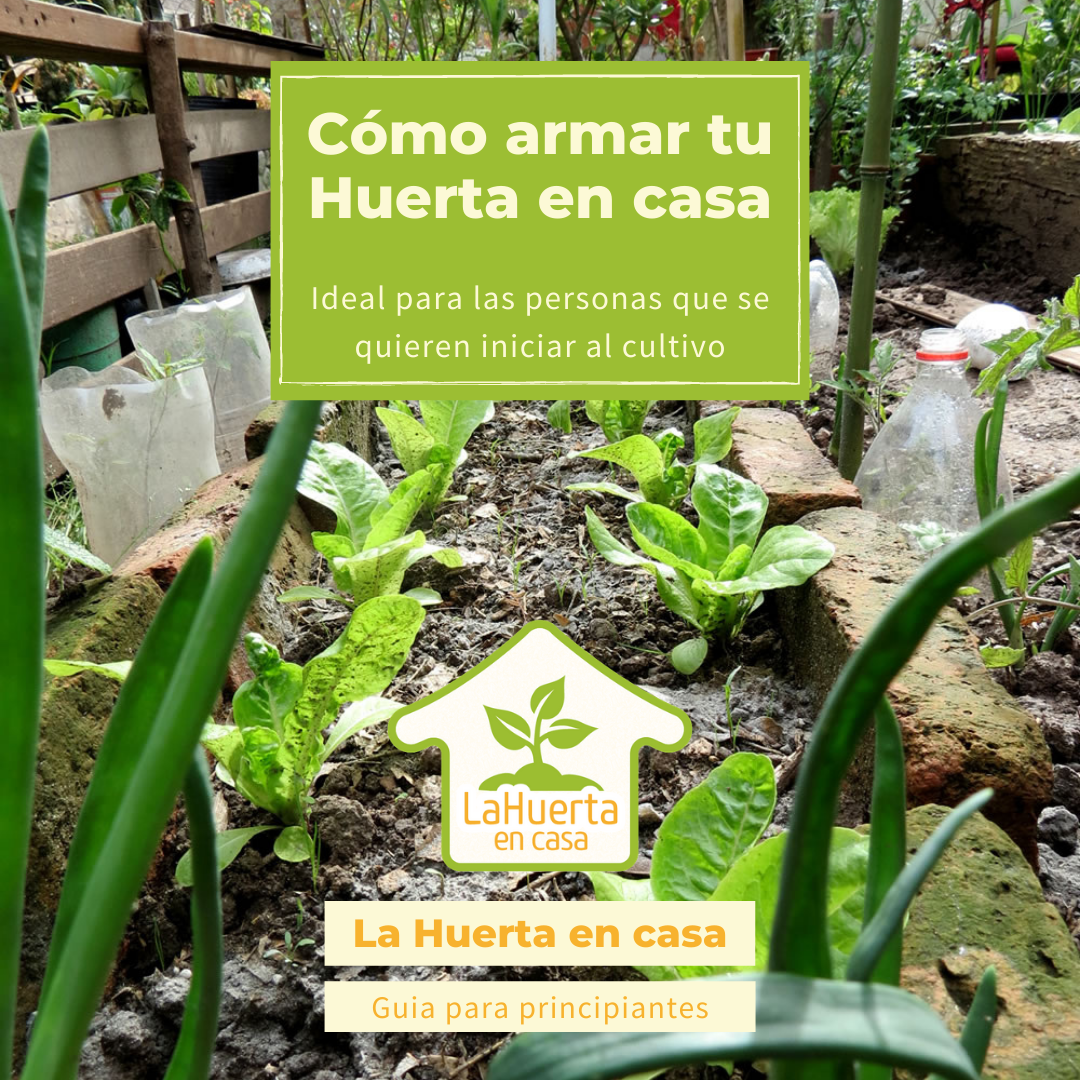 Cómo armar tu
Huerta en casa
Ideal para las personas que se
quieren iniciar al cultivo
LaHuerta
en casa
La Huerta en casa
Guia para principiantes